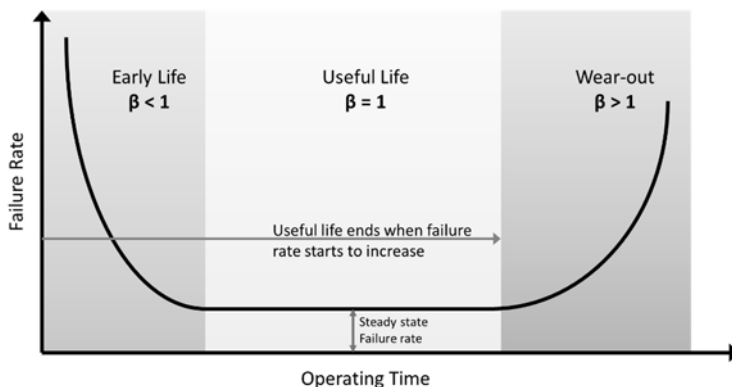 Early Life
β < 1
Useful Life
β = 1
Wear-out
β > 1
Failure Rate
Useful life ends when failure
rate starts to increase
Steady state
Failure rate
Operating Time